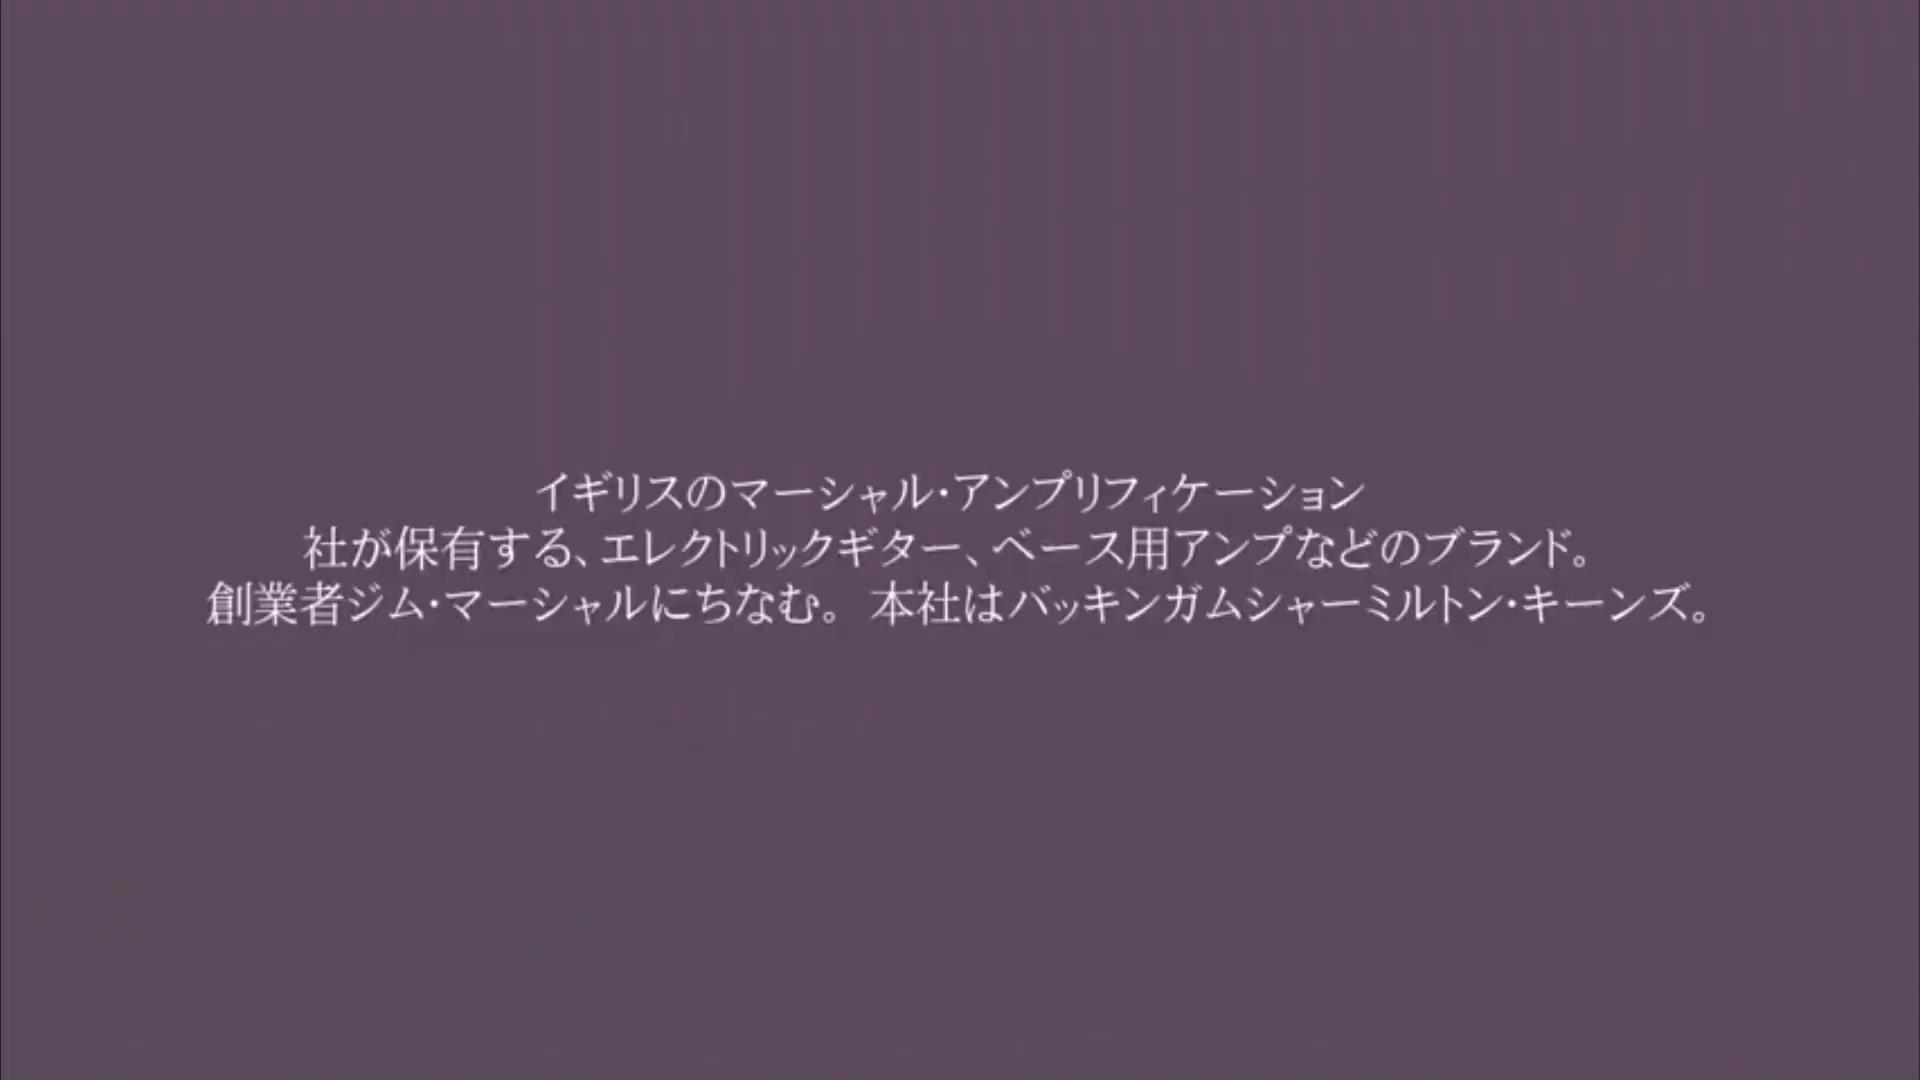 イギリスのマーシャル・アンプリフィケーション
社が保有する、エレクトリックギター、ベース用アンプなどのブランド。
創業者ジム・マーシャルにちなむ。 本社はバッキンガムシャーミルトン・キーンズ。